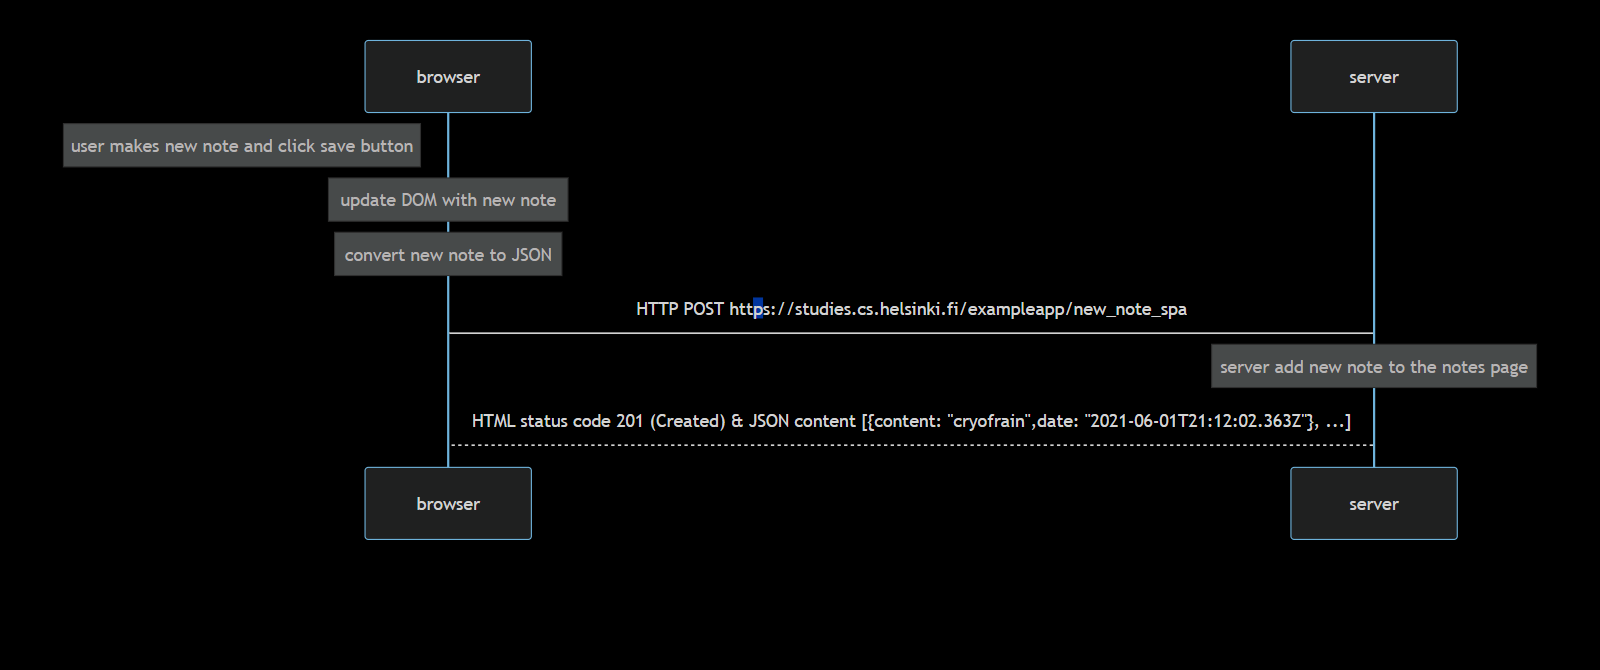 browser
server
user makes new note and click save button
update DOM with new note
convert new note to JSON
HTTP POST https://studies.cs.helsinki.fi/exampleapp/new_note_spa
server add new note to the notes page
HTML status code 201 (Created) & JSON content [{content: "cryofrain",date: "2021-06-01T21:12:02.363Z"}, ...]
browser
server